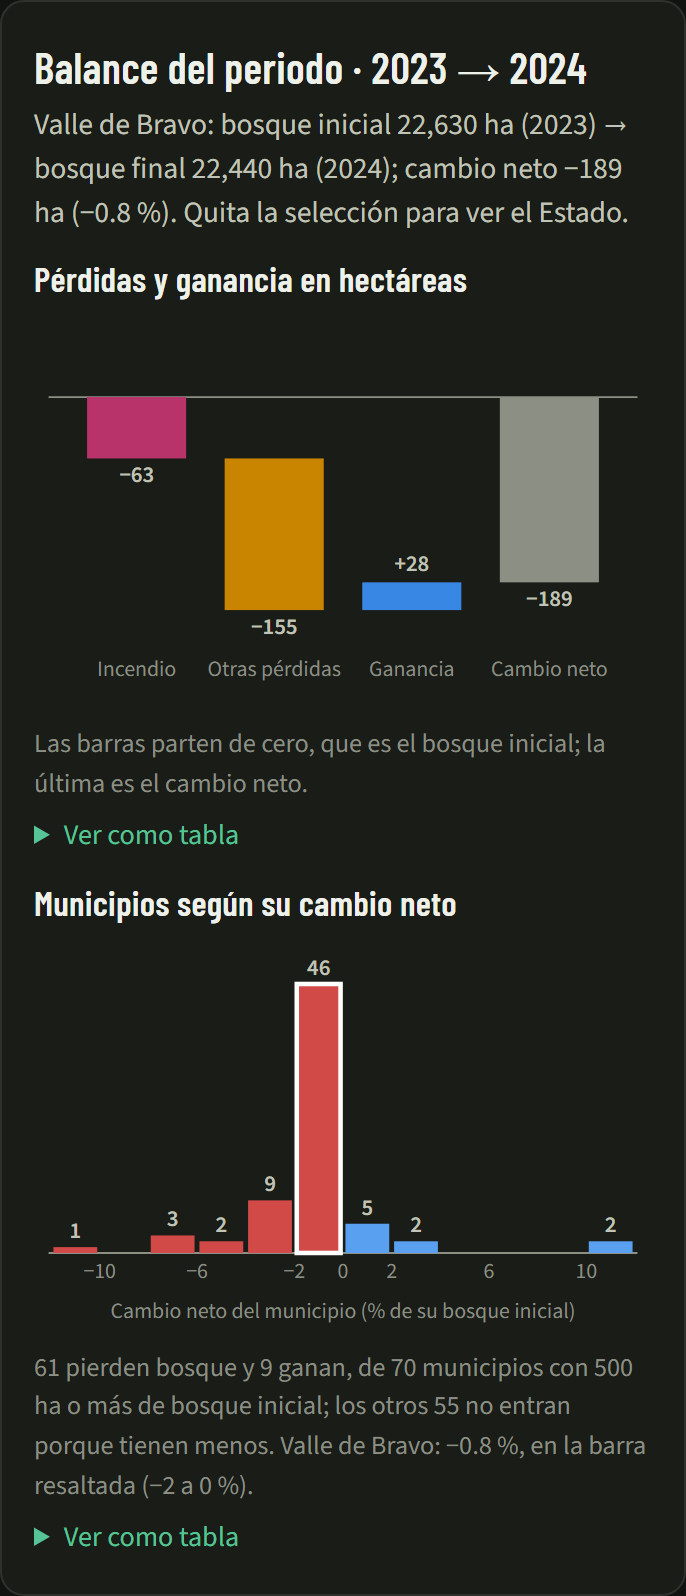 Balance del periodo · 2023 → 2024
Valle de Bravo: bosque inicial 22,630 ha (2023) →
bosque final 22,440 ha (2024); cambio neto −189
ha (−0.8 %). Quita la selección para ver el Estado.
Pérdidas y ganancia en hectáreas
−63
+28
−189
−155
Incendio Otras pérdidas Ganancia Cambio neto
Las barras parten de cero, que es el bosque inicial; la
última es el cambio neto.
▶ Ver como tabla
Municipios según su cambio neto
46
9
5
3 2 2 2
1
−10 −6 −2 0 2 6 10
Cambio neto del municipio (% de su bosque inicial)
61 pierden bosque y 9 ganan, de 70 municipios con 500
ha o más de bosque inicial; los otros 55 no entran
porque tienen menos. Valle de Bravo: −0.8 %, en la barra
resaltada (−2 a 0 %).
▶ Ver como tabla